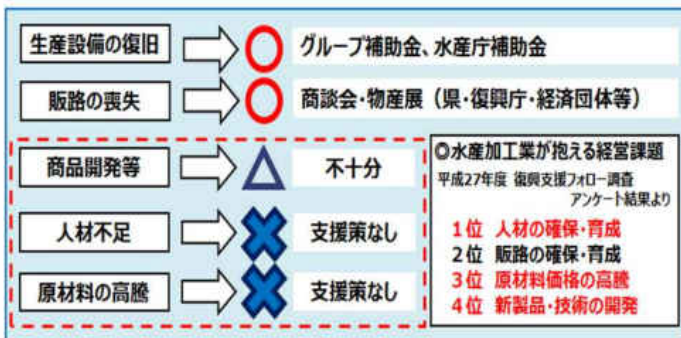 生産設備の復旧
グループ補助金、水産庁補助金
販路の喪失
商談会・物産展（県・復興庁・経済団体等）
商品開発等
不十分
人材不足
支援策なし
原材料の高騰
支援策なし
◎水産加工業が抱える経営課題
平成27年度 復興支援フォロー調査
アンケート結果より
1位 人材の確保・育成
2位 販路の確保・育成
3位 原材料価格の高騰
4位 新製品・技術の開発